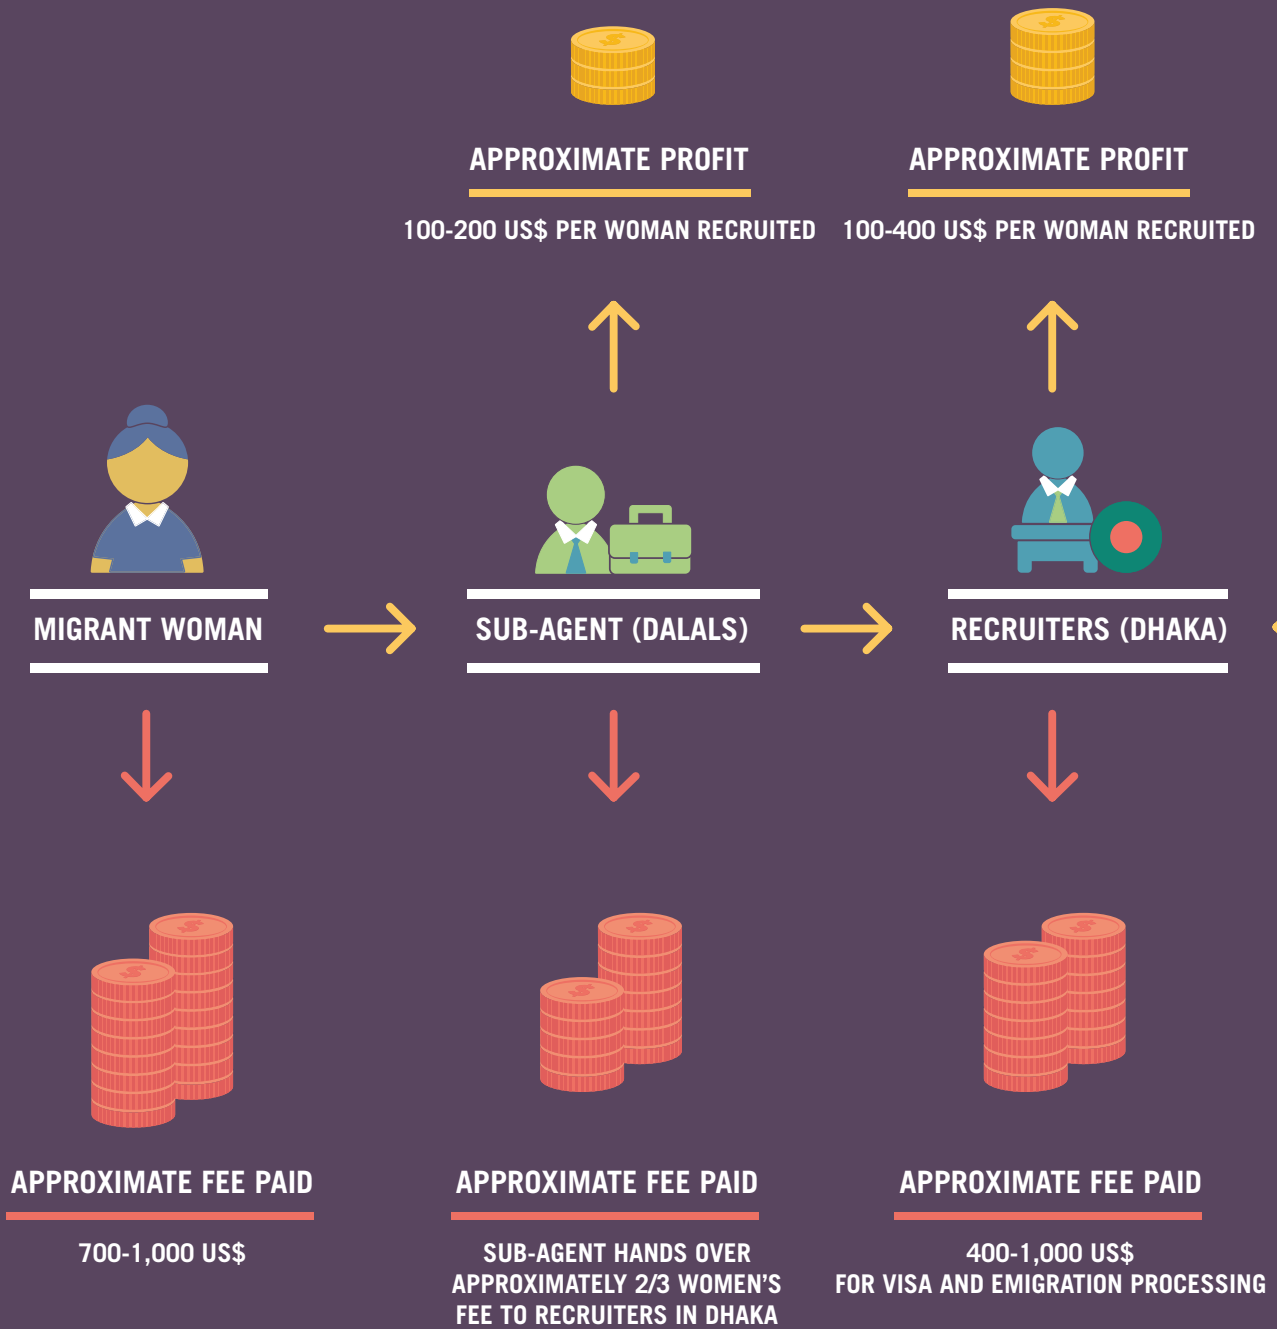 APPROXIMATE PROFIT
100-200 US$ PER WOMAN RECRUITED
APPROXIMATE PROFIT
100-400 US$ PER WOMAN RECRUITED
MIGRANT WOMAN
SUB-AGENT (DALALS)
RECRUITERS (DHAKA)
APPROXIMATE FEE PAID
700-1,000 US$
APPROXIMATE FEE PAID
SUB-AGENT HANDS OVER
APPROXIMATELY 2/3 WOMEN'S
FEE TO RECRUITERS IN DHAKA
APPROXIMATE FEE PAID
400-1,000 US$
FOR VISA AND EMIGRATION PROCESSING